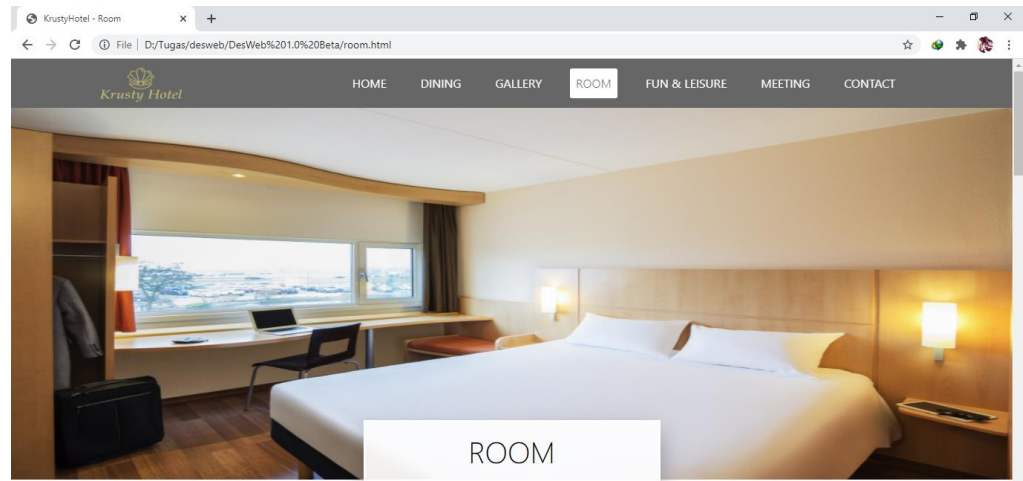 KrustyHotel - Room
File | D:/Tugas/desweb/DesWeb%201.0%20Beta/room.html
Krusty Hotel
HOME DINING GALLERY ROOM FUN & LEISURE MEETING CONTACT
ROOM